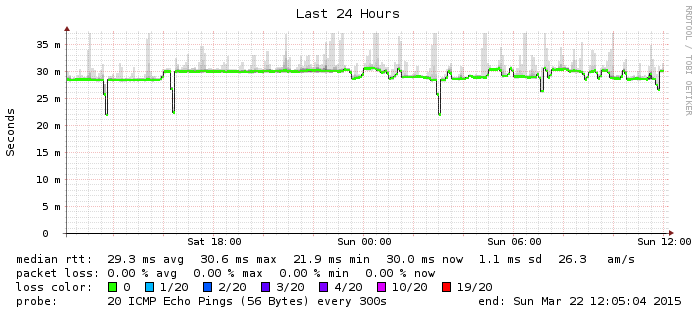 Last 24 Hours
RRDTOOL / TOBI OETIKER
Seconds
35 m
30 m
25 m
20 m
15 m
10 m
5 m
0
Sat 18:00 Sun 00:00 Sun 06:00 Sun 12:00
median rtt: 29.3 ms avg 30.6 ms max 21.9 ms min 30.0 ms now 1.1 ms sd 26.3 am/s
packet loss: 0.00 % avg 0.00 % max 0.00 % min 0.00 % now
loss color: 0 1/20 2/20 3/20 4/20 10/20 19/20
probe: 20 ICMP Echo Pings (56 Bytes) every 300s end: Sun Mar 22 12:05:04 2015